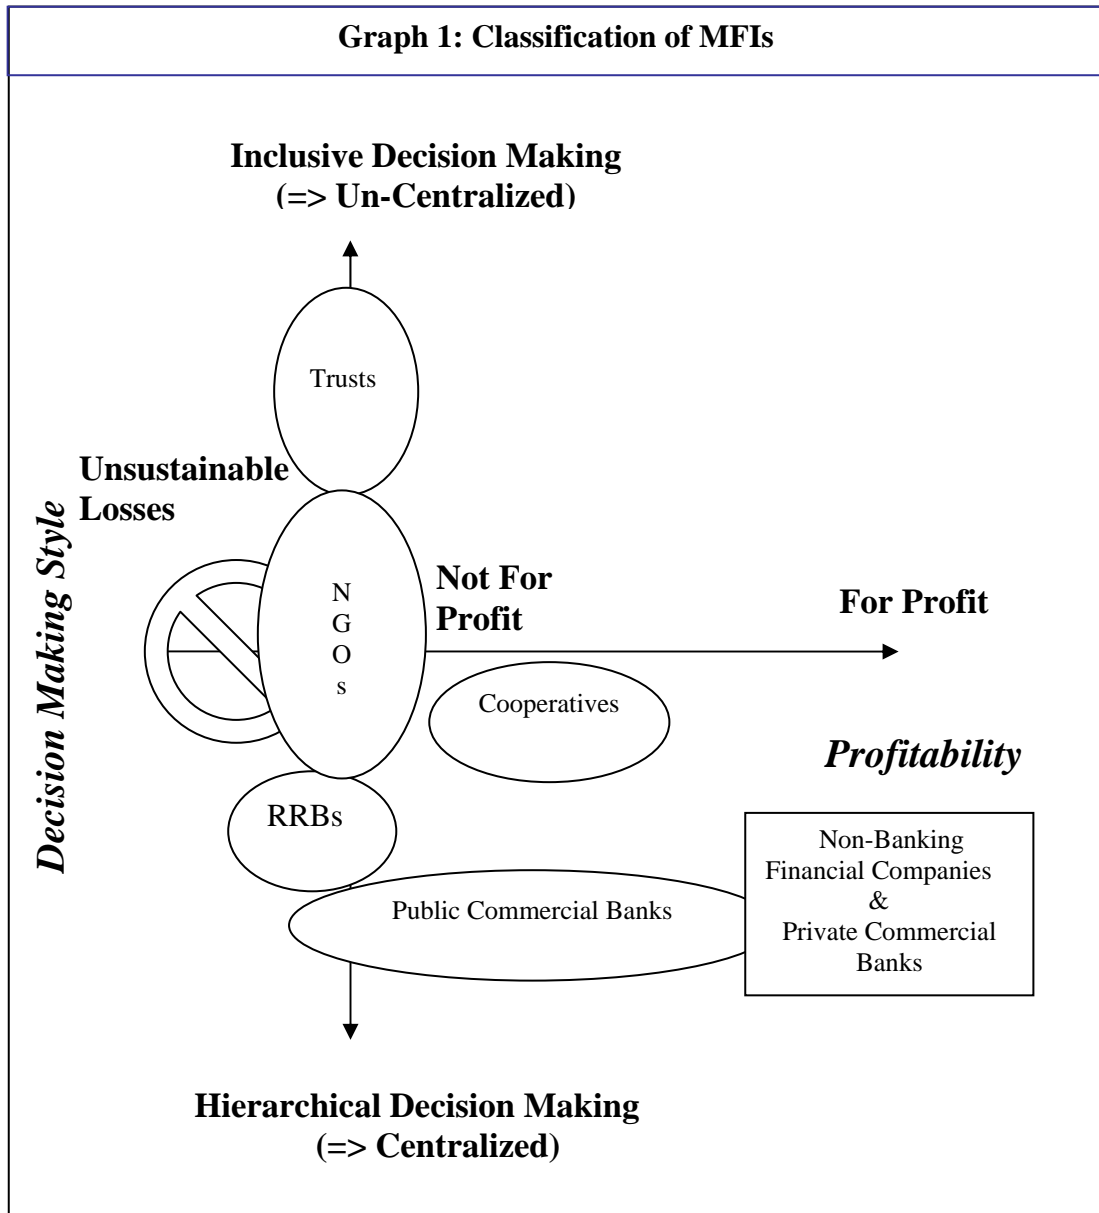 Graph 1: Classification of MFIs
Inclusive Decision Making
(=> Un-Centralized)
Trusts
Unsustainable
Losses
Decision Making Style
N
G
O
s
Not For
Profit
For Profit
Cooperatives
Profitability
RRBs
Non-Banking
Financial Companies
&
Private Commercial
Banks
Public Commercial Banks
Hierarchical Decision Making
(=> Centralized)